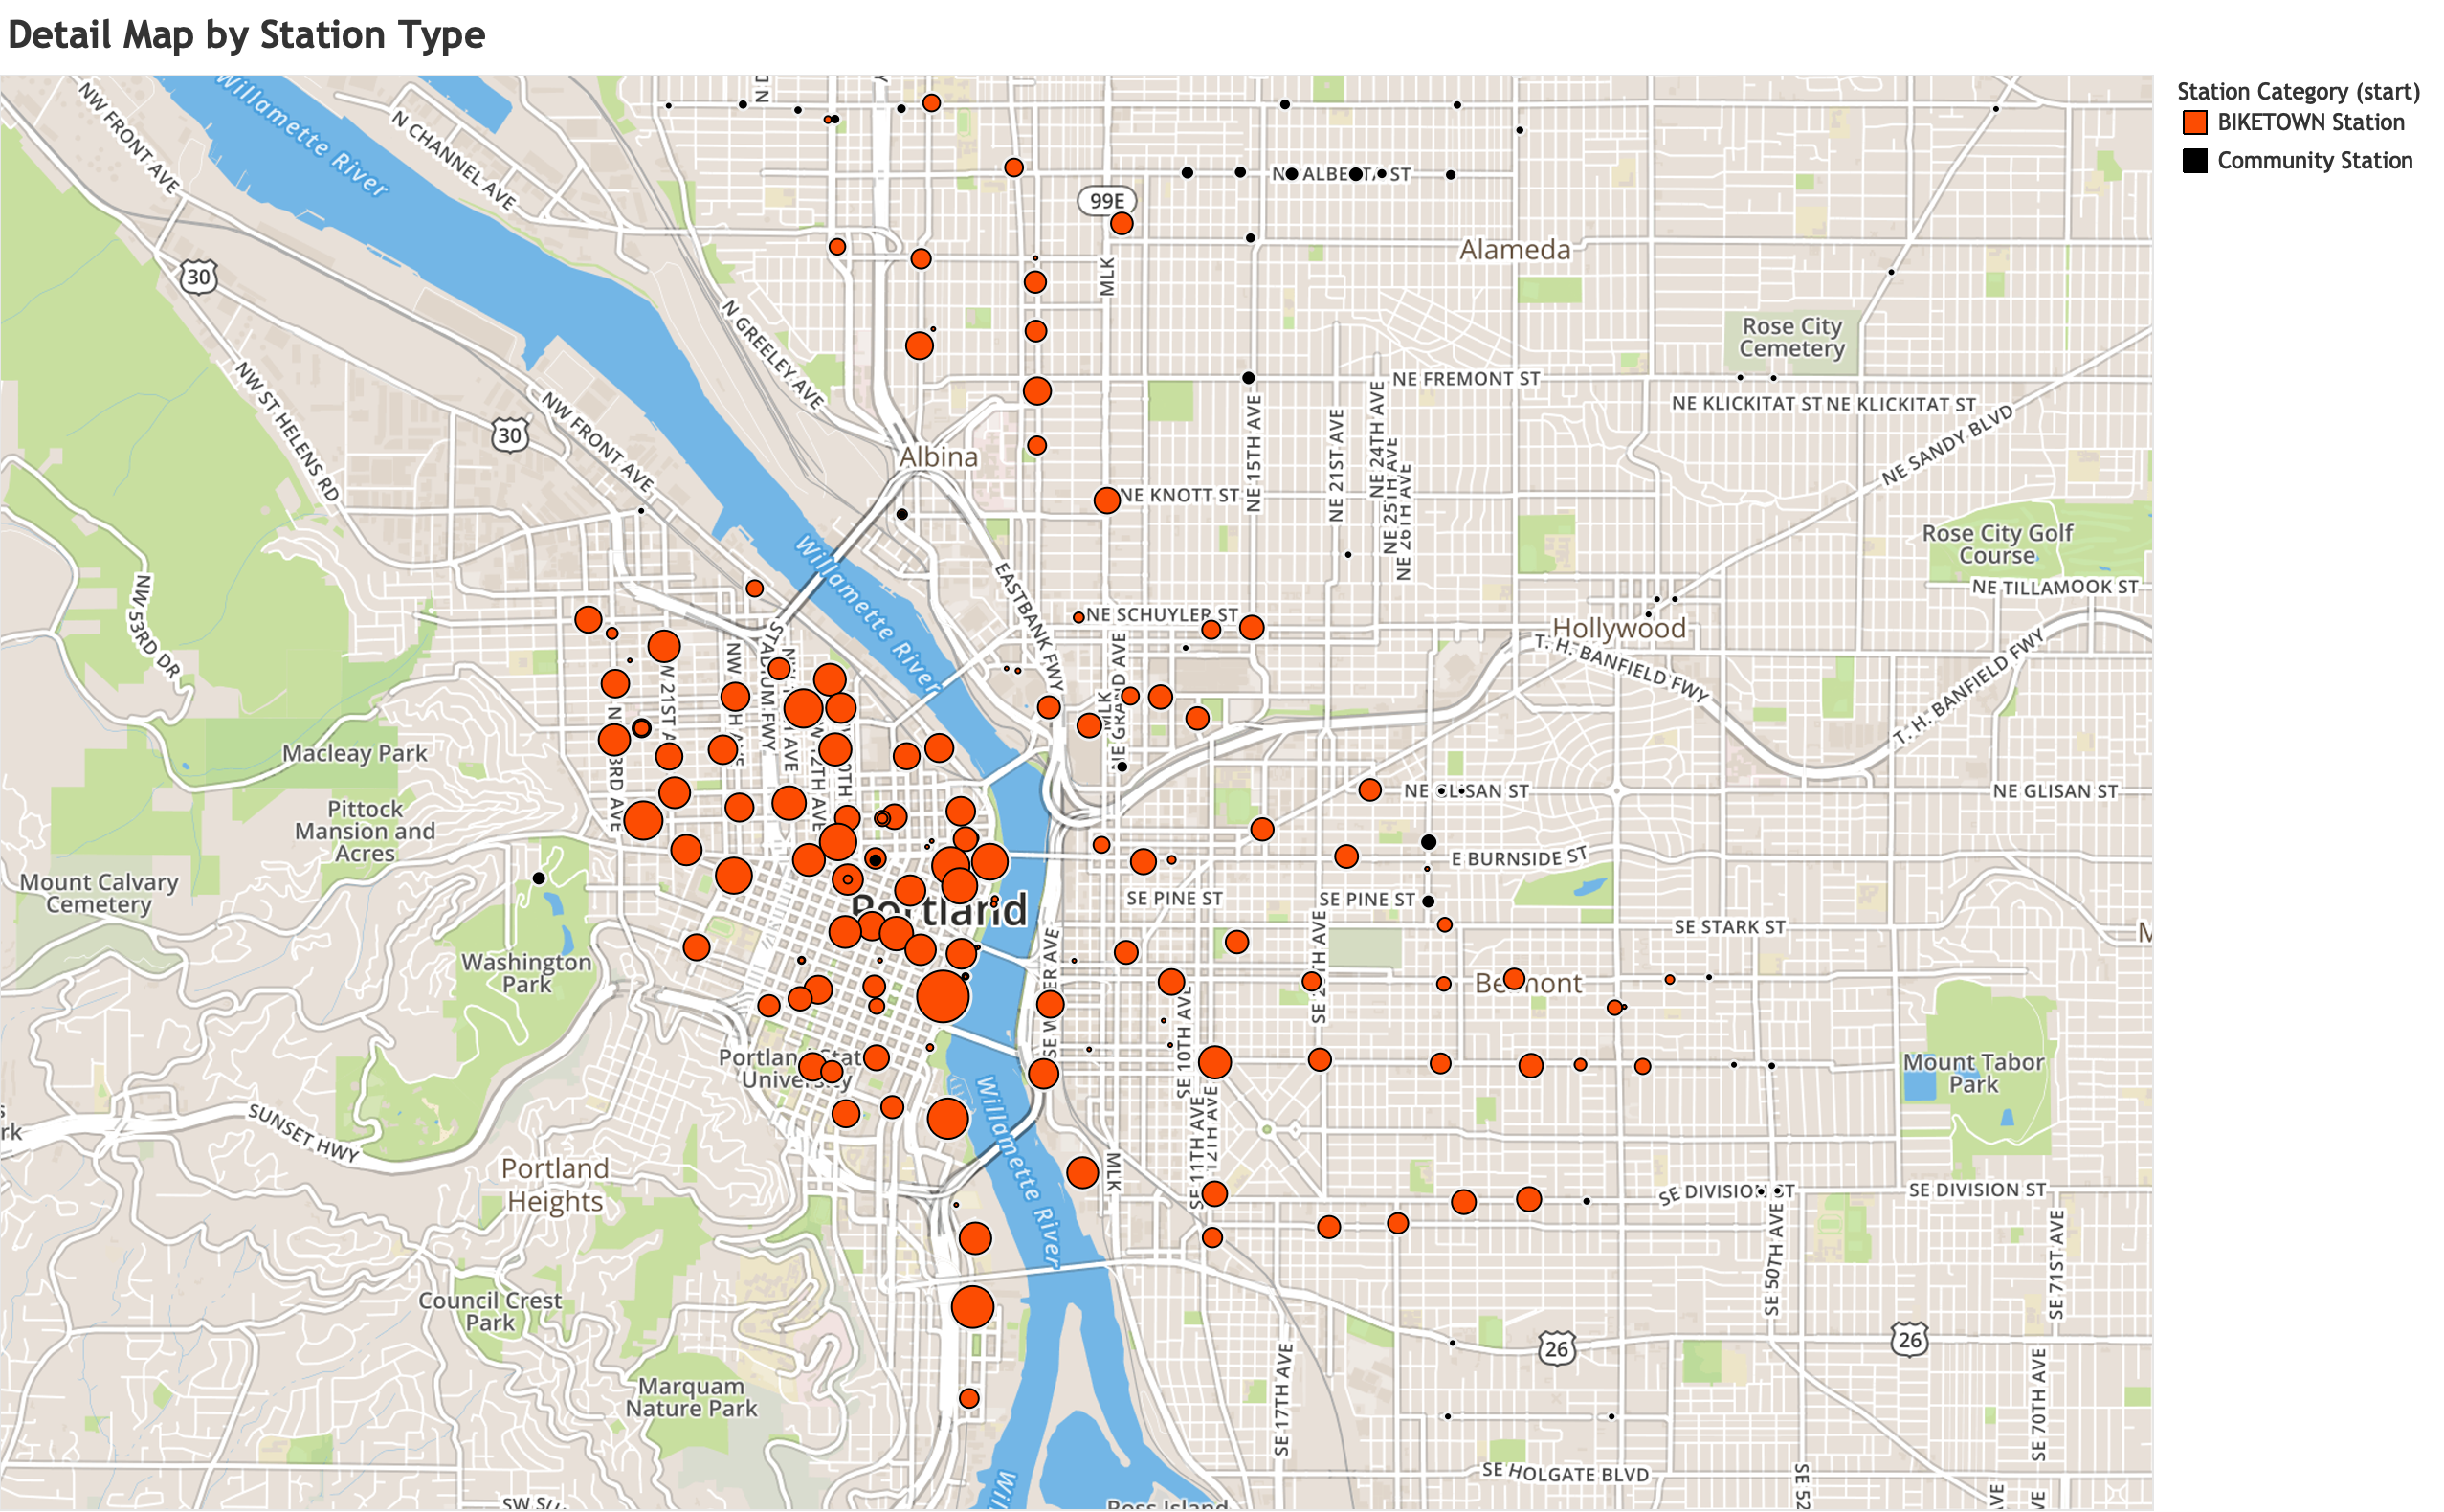 Detail Map by Station Type
Station Category (start)
BIKETOWN Station
Community Station
NW FRONT AVE
Willamette River
N CHANNEL AVE
N D
Y
99E
MLK
Alameda
30
N GREELEY AVE
Rose City
Cemetery
NW ST HELENS RD
NW FRONT AVE
30
NE FREMONT ST
NE KLICKITAT ST
NE KLICKITAT ST
NE SANDY BLVD
Albina
NE KNOTT ST
NE 15TH AVE
NE 21ST AVE
NE 24TH AVE
NE 25TH AVE
NE 26TH AVE
Rose City Golf
Course
NE TILLAMOOK ST
NW 53RD DR
Willamette River
EASTBANK FWY
NE SCHUYLER ST
Hollywood
T. H. BANFIELD FWY
T. H. BANFIELD FWY
STADIUM FWY
MLK
NE GRAND AVE
Macleay Park
Pittock
Mansion and
Acres
NE GLISAN ST
NE GLISAN ST
Mount Calvary
Cemetery
E BURNSIDE ST
SE PINE ST
SE PINE ST
Portland
SE STARK ST
Washington
Park
Belmont
SE 10TH AVE
Portland State
University
Mount Tabor
Park
SUNSET HWY
Willamette River
SE 11TH AVE
12TH AVE
MLK
Portland
Heights
SE DIVISION ST
SE DIVISION ST
SE 50TH AVE
SE 71ST AVE
Council Crest
Park
26
26
SE 17TH AVE
SE 70TH AVE
Marquam
Nature Park
SE HOLGATE BLVD
SE 52
Ross Island